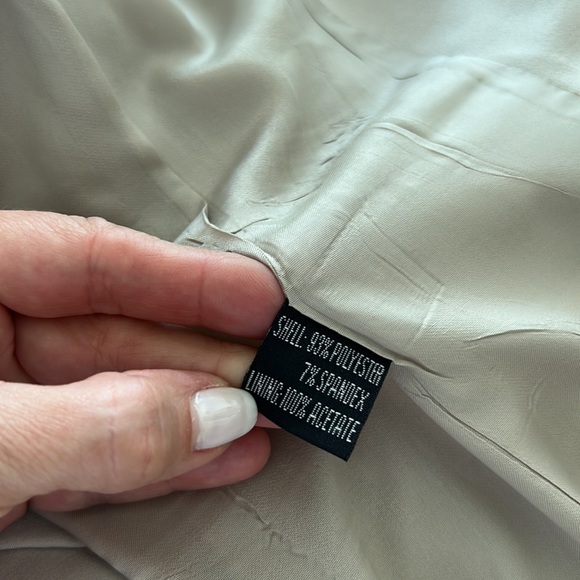 SHELL: 93% POLYESTER
7% SPANDEX
LINING:100% ACETATE